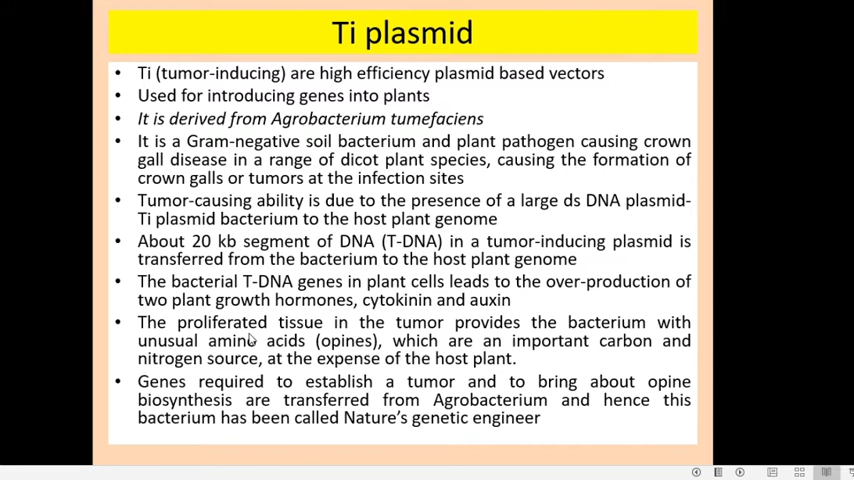 Ti plasmid
• Ti (tumor-inducing) are high efficiency plasmid based vectors
• Used for introducing genes into plants
• It is derived from Agrobacterium tumefaciens
• It is a Gram-negative soil bacterium and plant pathogen causing crown
gall disease in a range of dicot plant species, causing the formation of
crown galls or tumors at the infection sites
• Tumor-causing ability is due to the presence of a large ds DNA plasmid-
Ti plasmid bacterium to the host plant genome
• About 20 kb segment of DNA (T-DNA) in a tumor-inducing plasmid is
transferred from the bacterium to the host plant genome
• The bacterial T-DNA genes in plant cells leads to the over-production of
two plant growth hormones, cytokinin and auxin
• The proliferated tissue in the tumor provides the bacterium with
unusual amino acids (opines), which are an important carbon and
nitrogen source, at the expense of the host plant.
• Genes required to establish a tumor and to bring about opine
biosynthesis are transferred from Agrobacterium and hence this
bacterium has been called Nature's genetic engineer